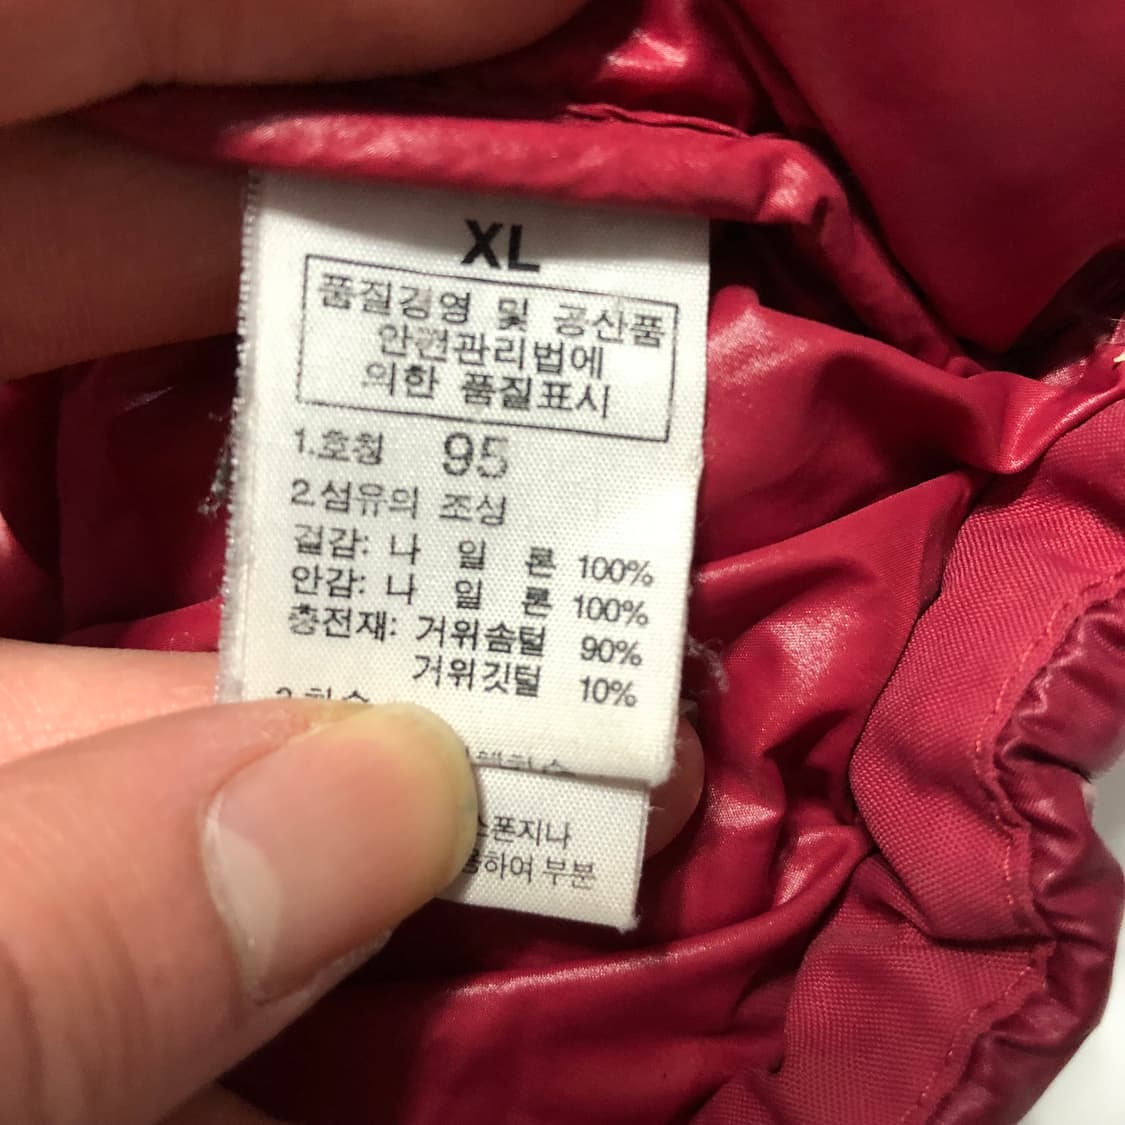 XL
품질경영 및 공산품
안전관리법에
의한 품질표시
1.호칭 95
2.섬유의 조성
겉감: 나 일 론 100%
안감: 나 일 론 100%
충전재: 거위솜털 90%
거위깃털 10%
스폰지나
용하여 부분